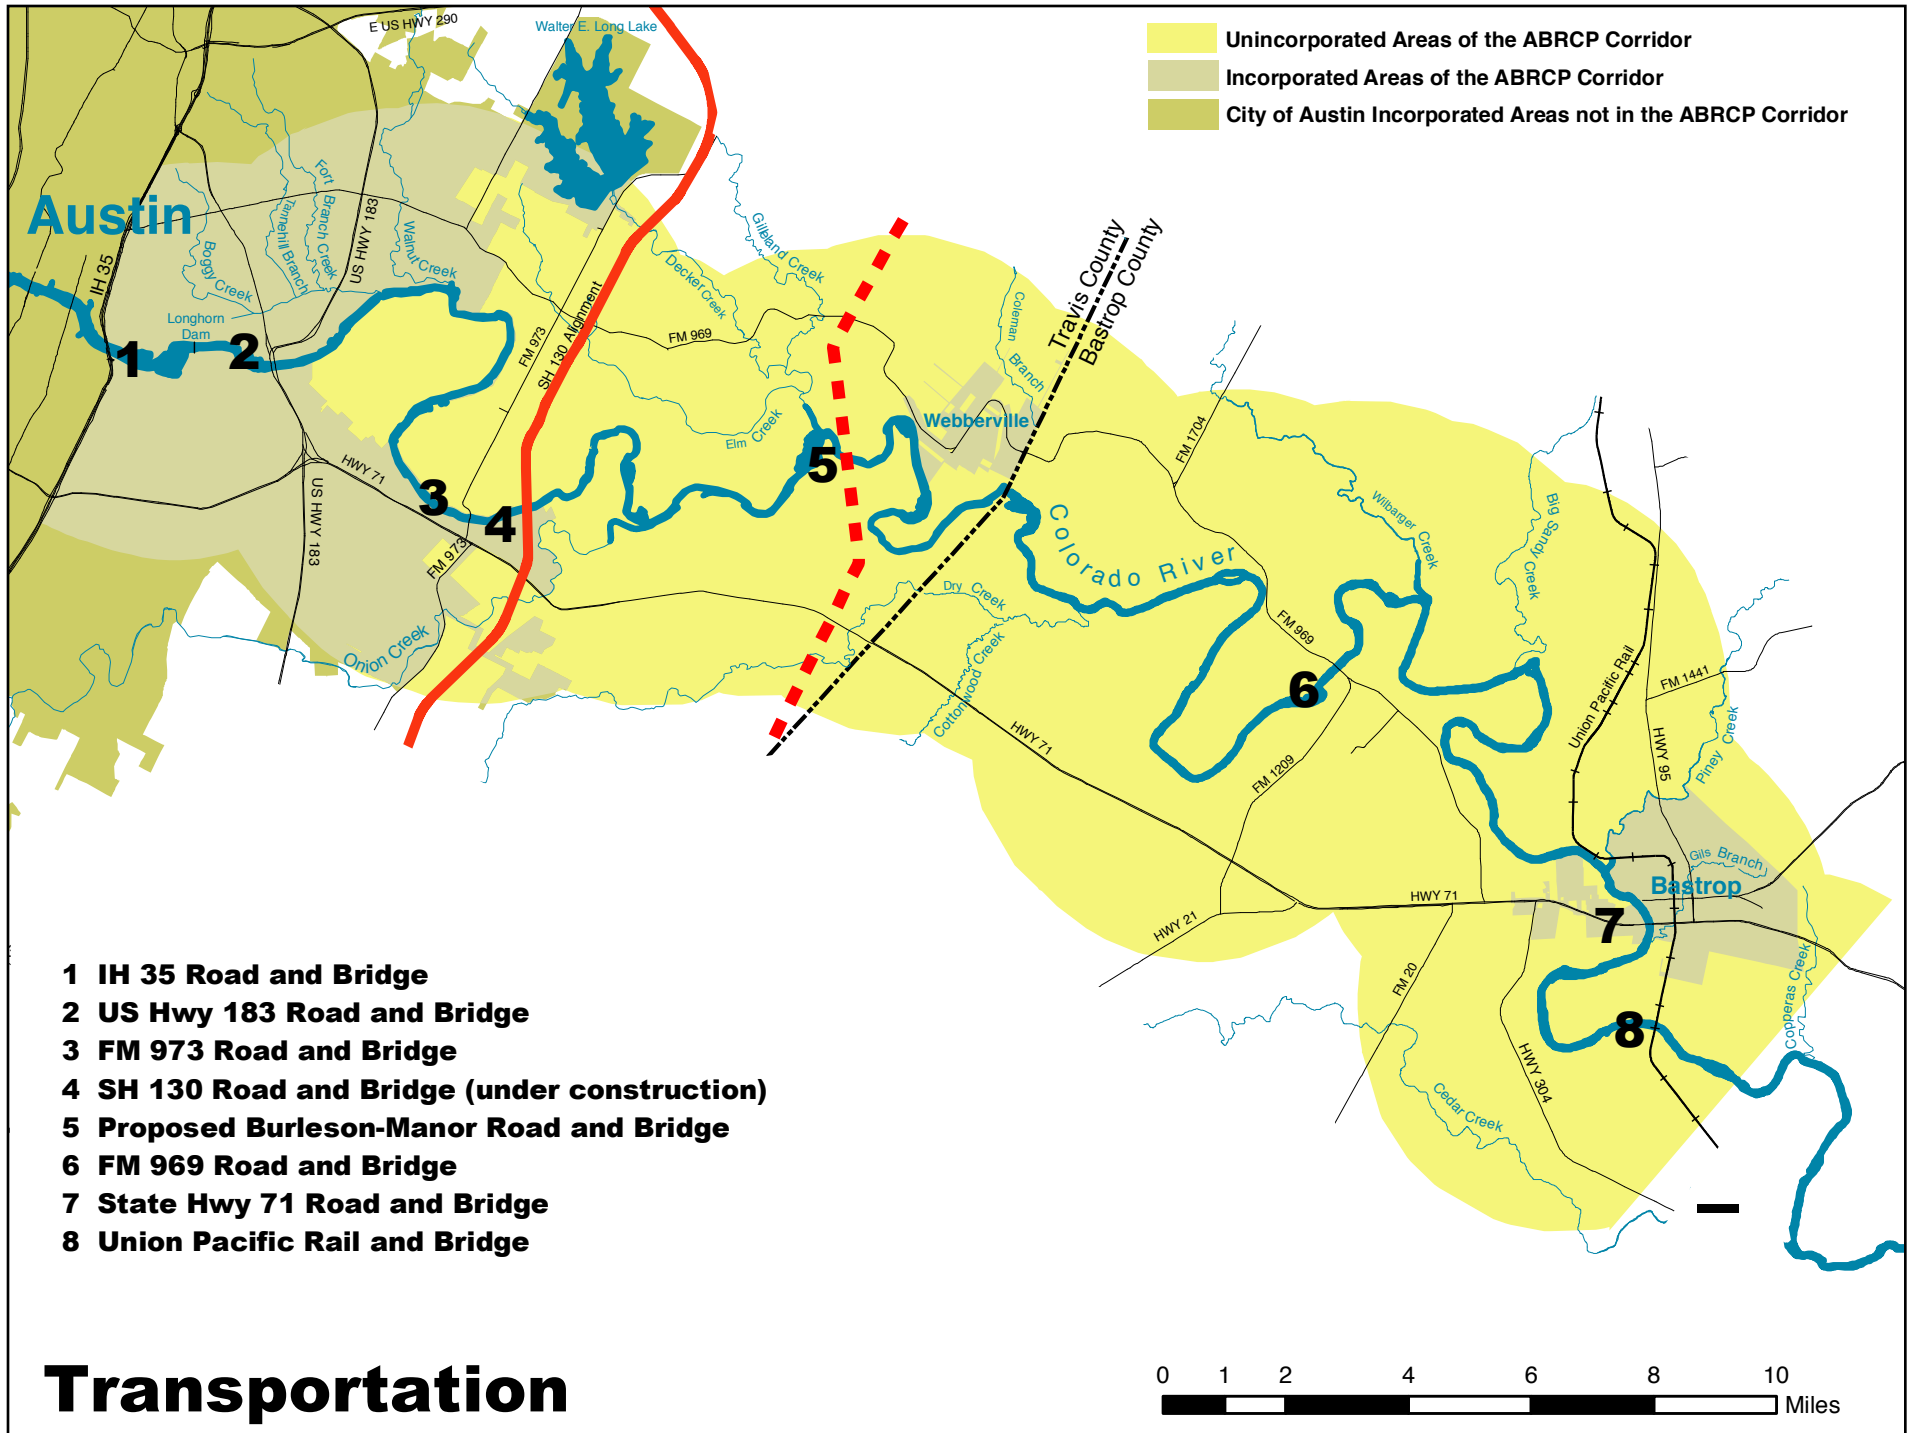 E US HWY 290
Walter E. Long Lake
Unincorporated Areas of the ABRCP Corridor
Incorporated Areas of the ABRCP Corridor
City of Austin Incorporated Areas not in the ABRCP Corridor
Austin
IH 35
Boggy Creek
Tannehill Branch
Fort Branch Creek
US HWY 183
Walnut Creek
Longhorn
Dam
Gilleland Creek
Decker Creek
FM 973
SH 130 Alignment
FM 969
Elm Creek
Coleman Branch
Travis County
Bastrop County
Webberville
FM 1704
Wilbarger Creek
Big Sandy Creek
1
2
3
4
5
HWY 71
US HWY 183
FM 973
Onion Creek
Colorado River
Dry Creek
Cottonwood Creek
FM 969
6
FM 1209
HWY 71
Union Pacific Rail
FM 1441
HWY 95
Piney Creek
Gils Branch
Bastrop
HWY 71
HWY 21
7
FM 20
HWY 304
8
Copperas Creek
Cedar Creek
1 IH 35 Road and Bridge
2 US Hwy 183 Road and Bridge
3 FM 973 Road and Bridge
4 SH 130 Road and Bridge (under construction)
5 Proposed Burleson-Manor Road and Bridge
6 FM 969 Road and Bridge
7 State Hwy 71 Road and Bridge
8 Union Pacific Rail and Bridge
Transportation
0 1 2 4 6 8 10
Miles